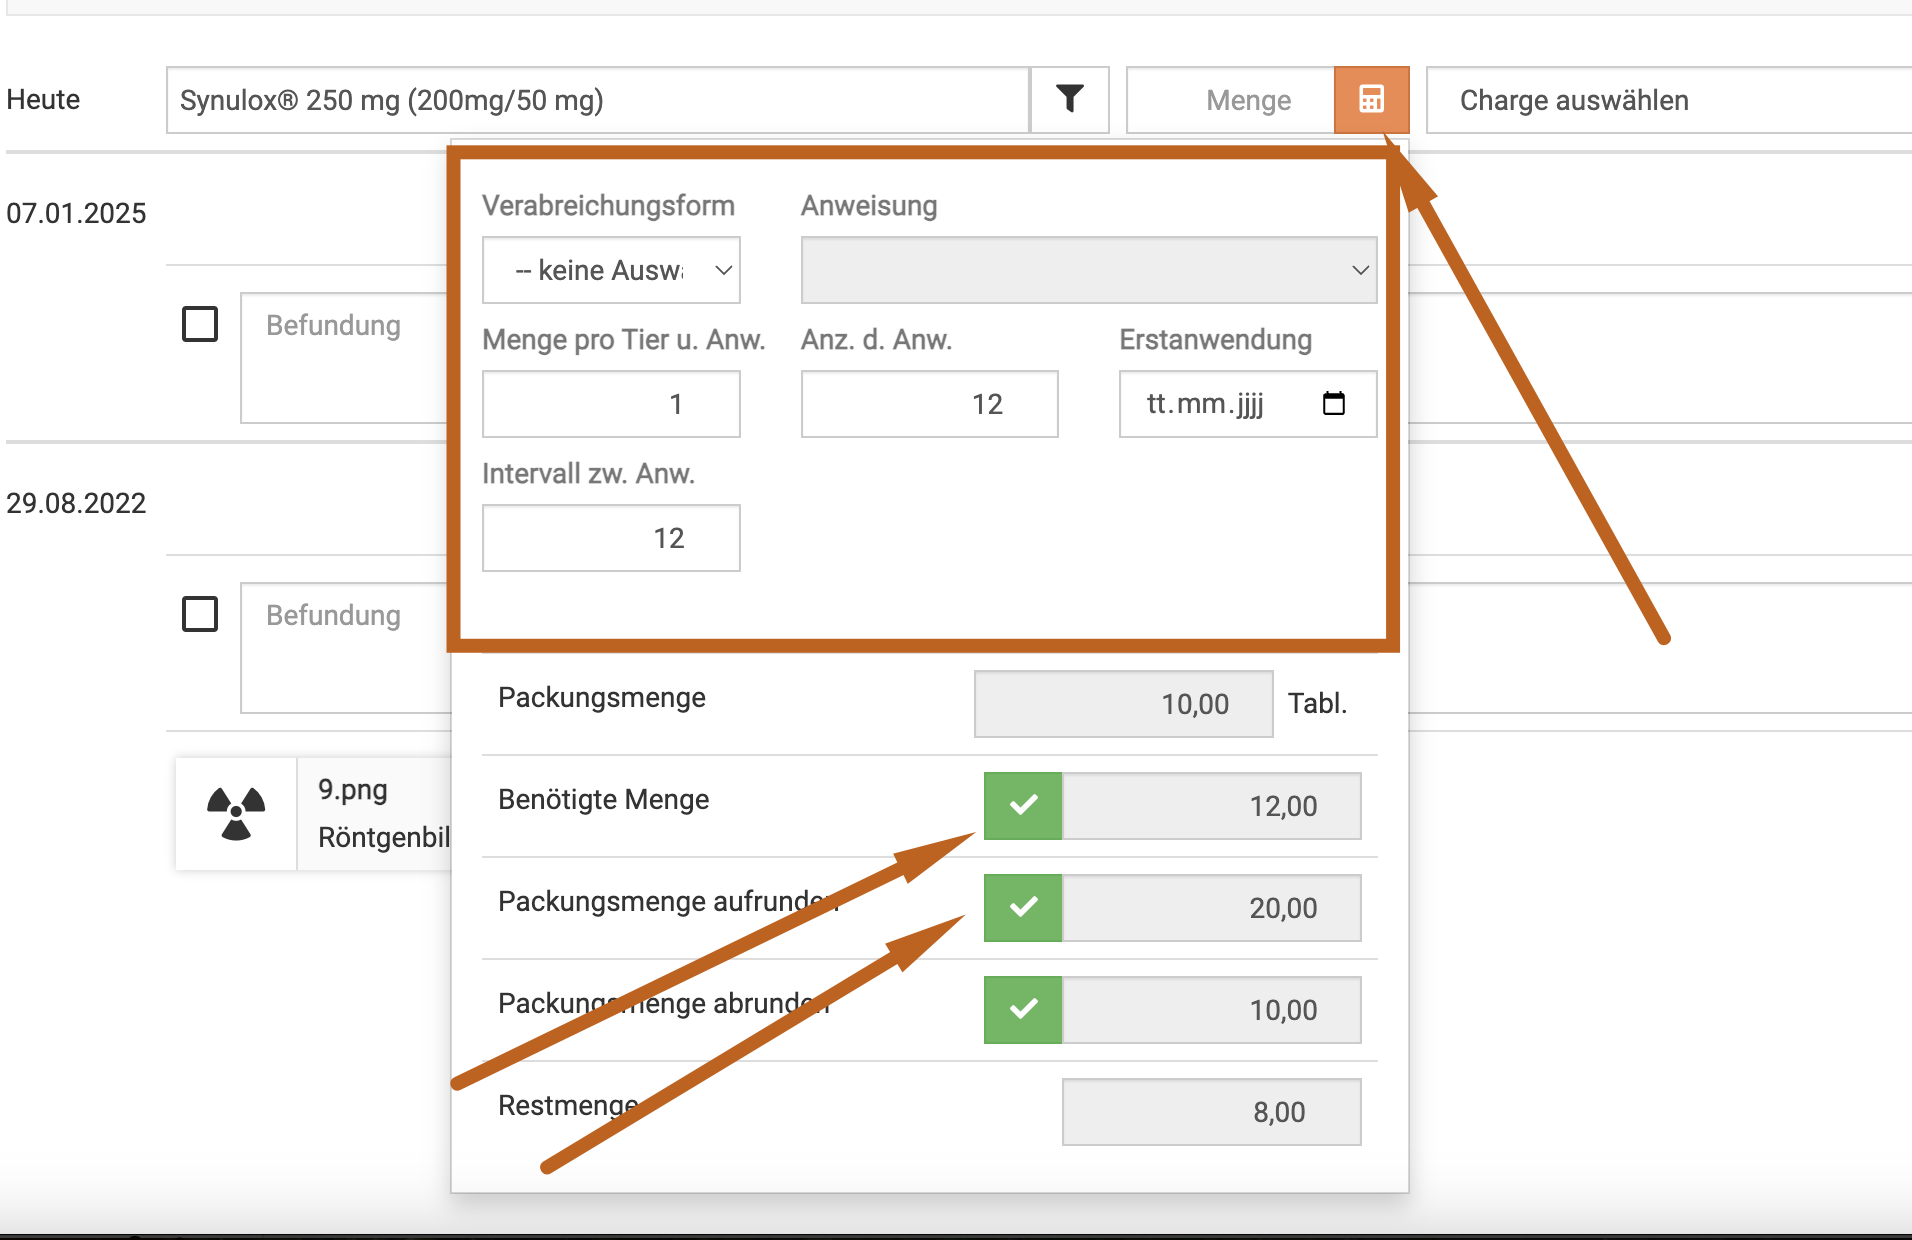 Heute
Synulox® 250 mg (200mg/50 mg)
Menge
Charge auswählen
07.01.2025
Verabreichungsform
Anweisung
-- keine Auswa
Befundung
Menge pro Tier u. Anw.
Anz. d. Anw.
Erstanwendung
1
12
tt.mm.jjjj
Intervall zw. Anw.
29.08.2022
12
Befundung
Packungsmenge
10,00
Tabl.
9.png
Röntgenbil
Benötigte Menge
12,00
Packungsmenge aufrunden
20,00
Packungsmenge abrunden
10,00
Restmenge
8,00